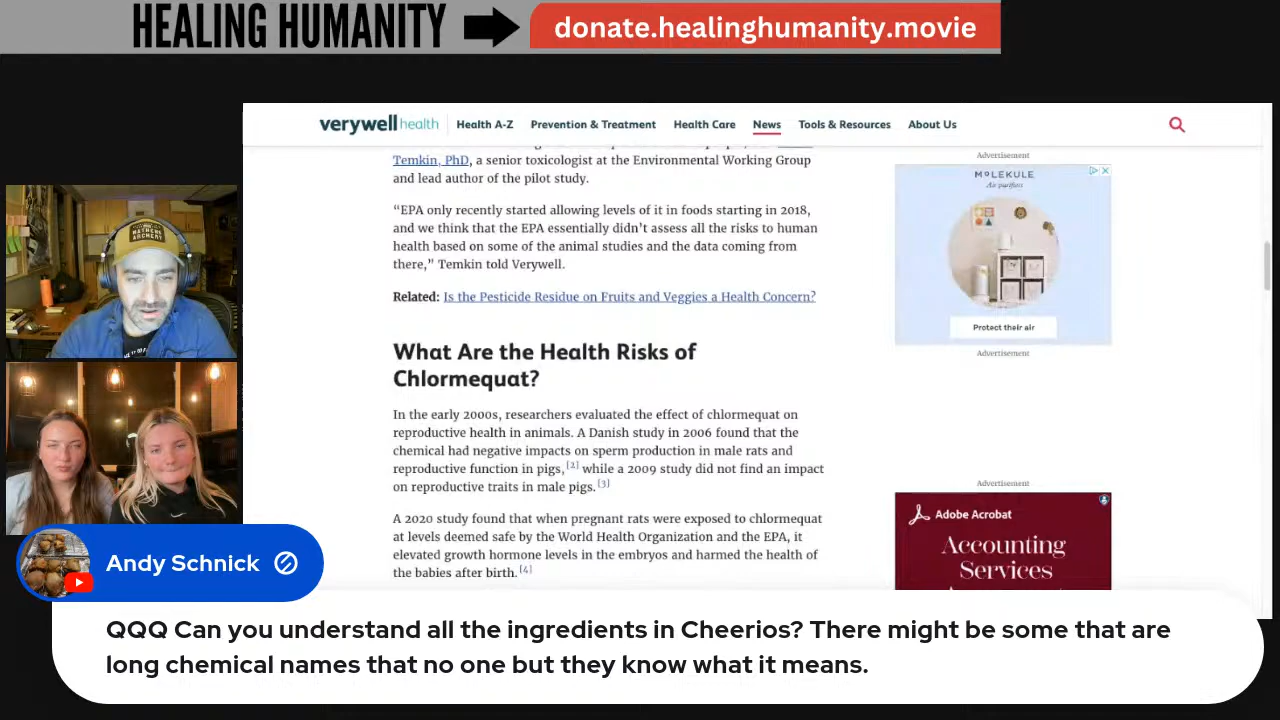 HEALING HUMANITY
donate.healinghumanity.movie
verywell health
Health A-Z Prevention & Treatment Health Care News Tools & Resources About Us
Temkin, PhD, a senior toxicologist at the Environmental Working Group
and lead author of the pilot study.
“EPA only recently started allowing levels of it in foods starting in 2018,
and we think that the EPA essentially didn’t assess all the risks to human
health based on some of the animal studies and the data coming from
there,” Temkin told Verywell.
Related: Is the Pesticide Residue on Fruits and Veggies a Health Concern?
What Are the Health Risks of
Chlormequat?
In the early 2000s, researchers evaluated the effect of chlormequat on
reproductive health in animals. A Danish study in 2006 found that the
chemical had negative impacts on sperm production in male rats and
reproductive function in pigs,[2] while a 2009 study did not find an impact
on reproductive traits in male pigs.[3]
A 2020 study found that when pregnant rats were exposed to chlormequat
at levels deemed safe by the World Health Organization and the EPA, it
elevated growth hormone levels in the embryos and harmed the health of
the babies after birth.[4]
Advertisement
MOLEKULE
Air purifiers
Protect their air
Advertisement
Advertisement
Adobe Acrobat
Accounting
Services
MATHEWS
ARCHERY
Andy Schnick
QQQ Can you understand all the ingredients in Cheerios? There might be some that are
long chemical names that no one but they know what it means.